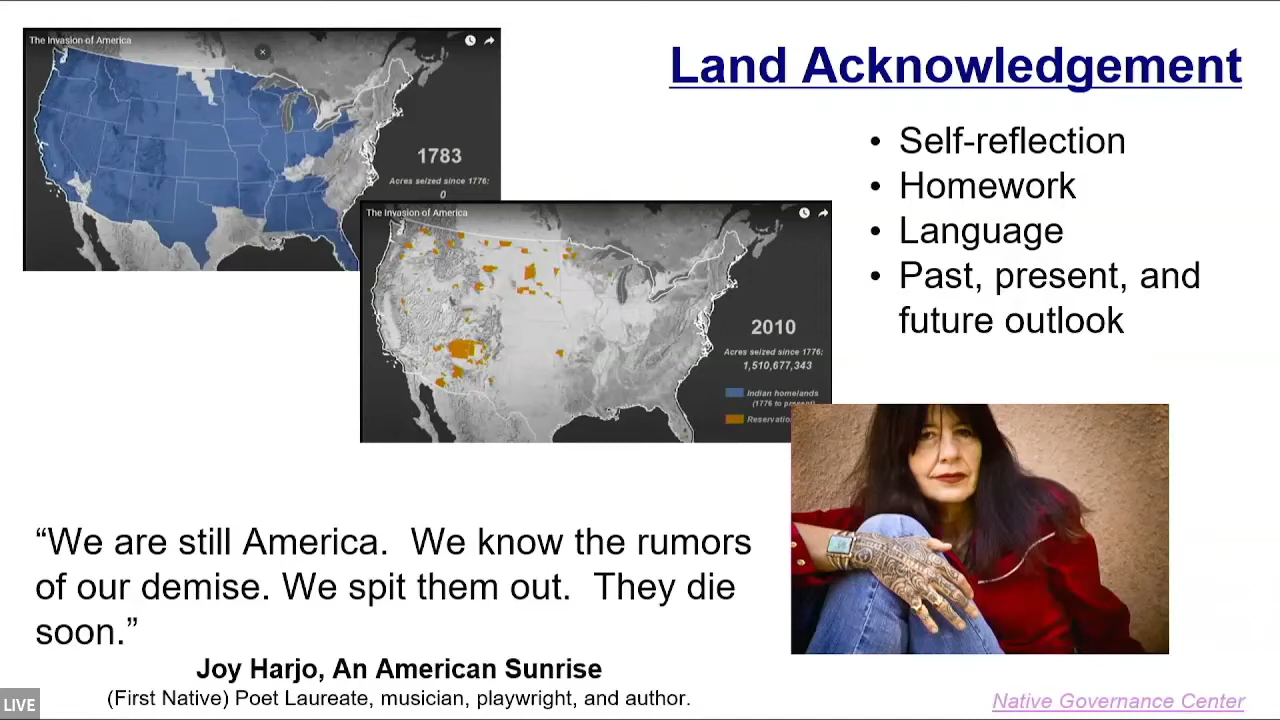 The Invasion of America
1783
Acres seized since 1776:
0
The Invasion of America
2010
Acres seized since 1776:
1,510,677,343
Indian homelands
(1776 to present)
Land Acknowledgement
• Self-reflection
• Homework
• Language
• Past, present, and
future outlook
“We are still America. We know the rumors
of our demise. We spit them out. They die
soon.”
Joy Harjo, An American Sunrise
(First Native) Poet Laureate, musician, playwright, and author.
LIVE
Native Governance Center